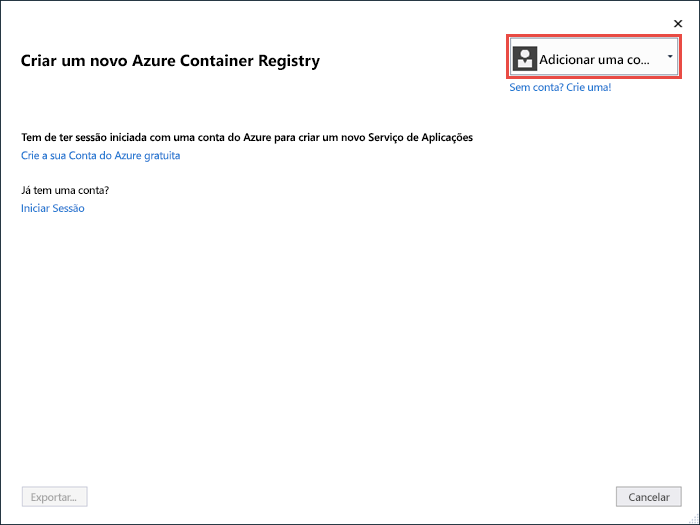 Criar um novo Azure Container Registry
Adicionar uma co...
Sem conta? Crie uma!
Tem de ter sessão iniciada com uma conta do Azure para criar um novo Serviço de Aplicações
Crie a sua Conta do Azure gratuita
Já tem uma conta?
Iniciar Sessão
Exportar...
Cancelar